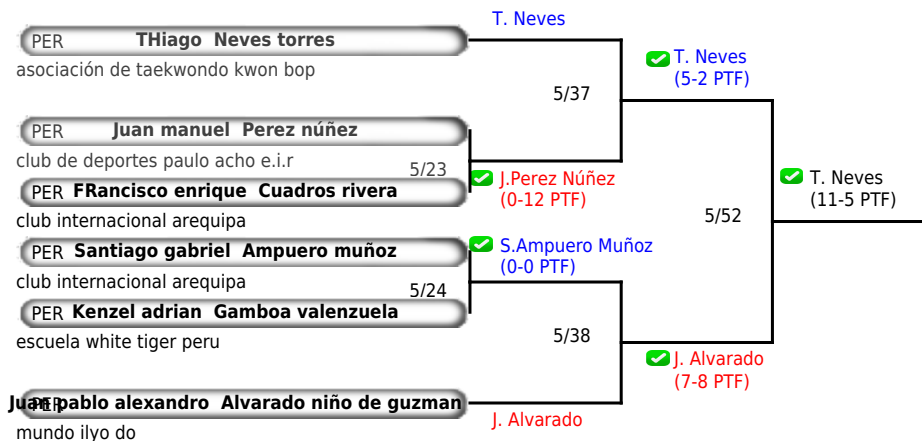 T. Neves
PER THiago Neves torres
asociación de taekwondo kwon bop
T. Neves
(5-2 PTF)
5/37
PER Juan manuel Perez núñez
club de deportes paulo acho e.i.r
5/23
J.Perez Núñez
(0-12 PTF)
T. Neves
(11-5 PTF)
PER FRancisco enrique Cuadros rivera
club internacional arequipa
5/52
PER Santiago gabriel Ampuero muñoz
club internacional arequipa
S.Ampuero Muñoz
(0-0 PTF)
5/24
PER Kenzel adrian Gamboa valenzuela
escuela white tiger peru
5/38
J. Alvarado
(7-8 PTF)
PER Juan pablo alexandro Alvarado niño de guzman
J. Alvarado
mundo ilyo do